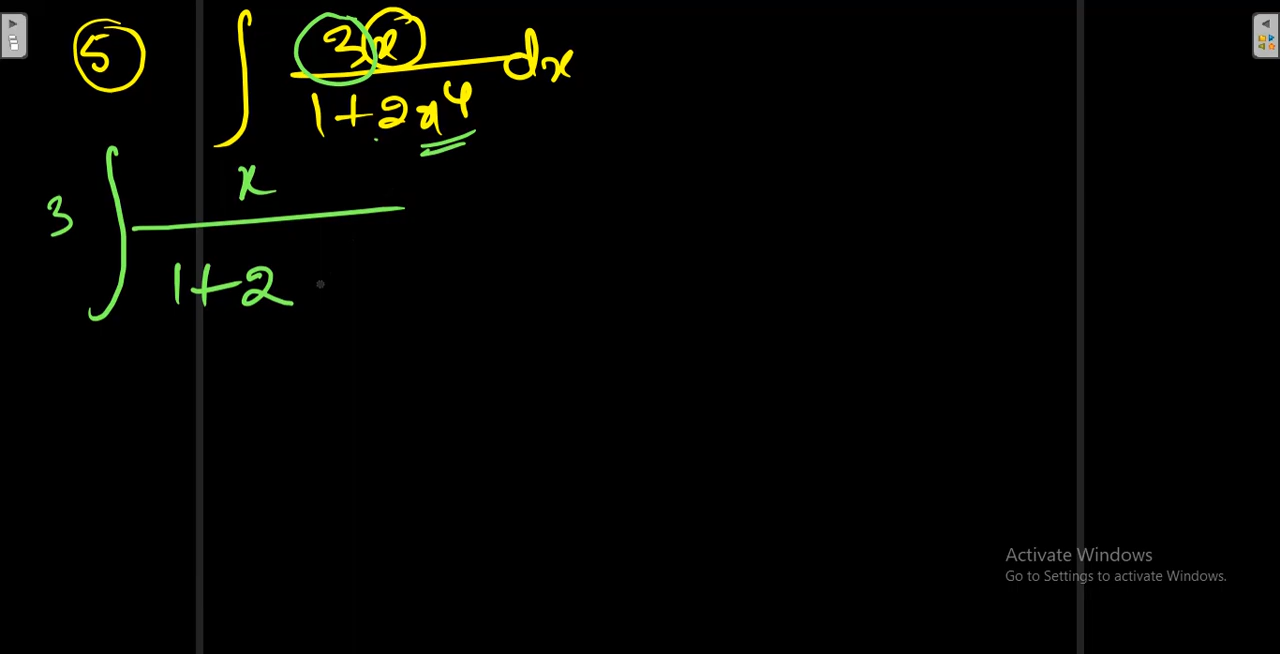 5 ∫ 3x / (1+2x⁴) dx
3 ∫ x / (1+2
Activate Windows
Go to Settings to activate Windows.